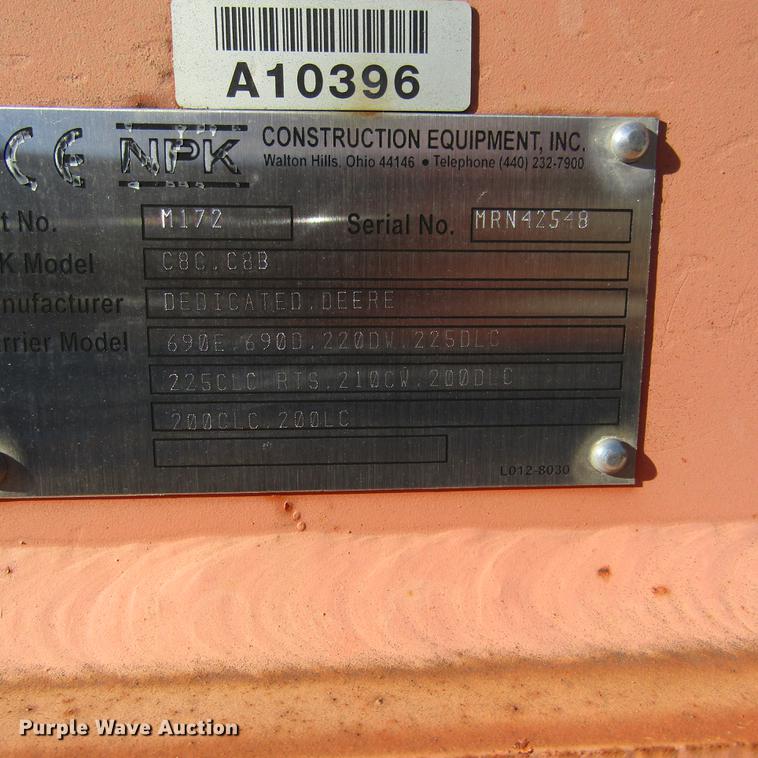 A10396
CE NPK CONSTRUCTION EQUIPMENT, INC.
Walton Hills, Ohio 44146 • Telephone (440) 232-7900
t No. M172 Serial No. MRN42548
K Model C8C,C8B
nufacturer DEDICATED,DEERE
rrier Model 690E,690D,220DW,225DLC
225CLC RTS,210CW,200DLC
200CLC,200LC
L012-8030
Purple Wave Auction